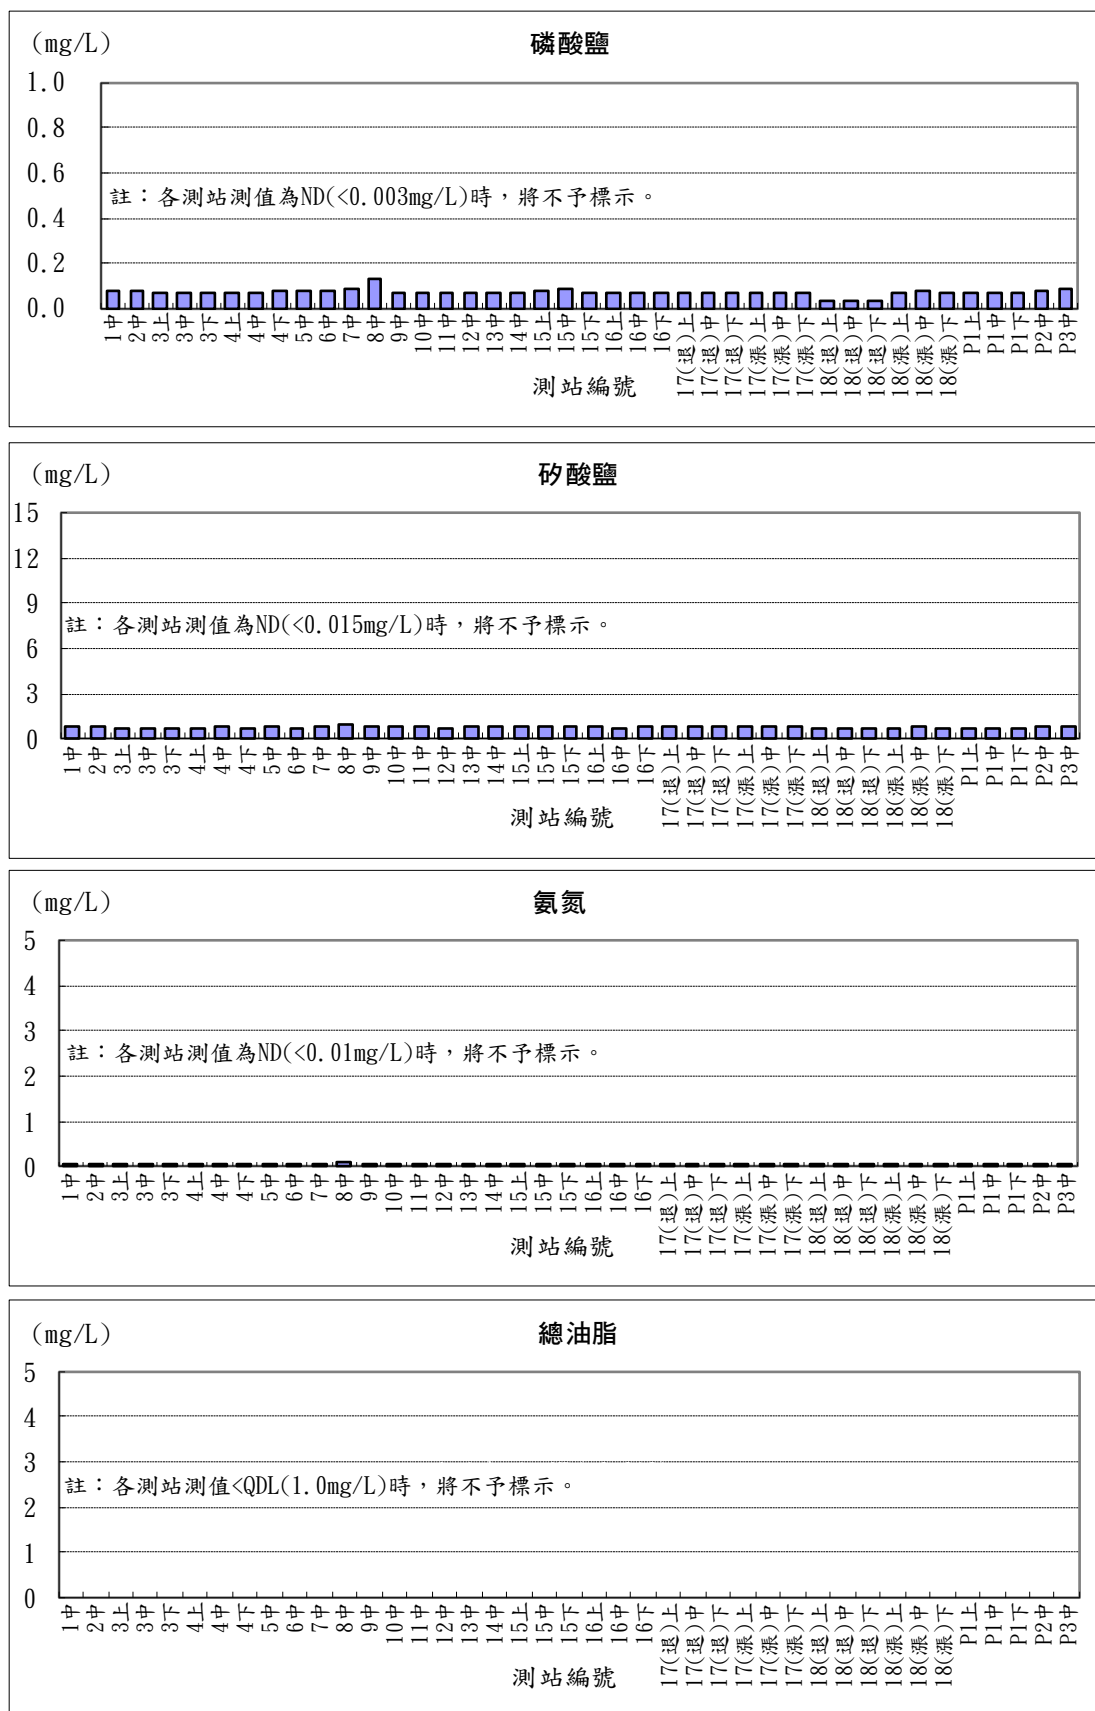 (mg/L)
磷酸鹽
1.0
0.8
0.6
註：各測站測值為ND(<0.003mg/L)時，將不予標示。
0.4
0.2
0.0
1中 2中 3上 3中 3下 4上 4中 4下 5中 6中 7中 8中 9中 10中 11中 12中 13中 14中 15上 15中 15下 16上 16中 16下 17(退)上 17(退)中 17(退)下 17(漲)上 17(漲)中 17(漲)下 18(退)上 18(退)中 18(退)下 18(漲)上 18(漲)中 18(漲)下 P1上 P1中 P1下 P2中 P3中
測站編號
(mg/L)
矽酸鹽
15
12
9
註：各測站測值為ND(<0.015mg/L)時，將不予標示。
6
3
0
1中 2中 3上 3中 3下 4上 4中 4下 5中 6中 7中 8中 9中 10中 11中 12中 13中 14中 15上 15中 15下 16上 16中 16下 17(退)上 17(退)中 17(退)下 17(漲)上 17(漲)中 17(漲)下 18(退)上 18(退)中 18(退)下 18(漲)上 18(漲)中 18(漲)下 P1上 P1中 P1下 P2中 P3中
測站編號
(mg/L)
氨氮
5
4
3
註：各測站測值為ND(<0.01mg/L)時，將不予標示。
2
1
0
1中 2中 3上 3中 3下 4上 4中 4下 5中 6中 7中 8中 9中 10中 11中 12中 13中 14中 15上 15中 15下 16上 16中 16下 17(退)上 17(退)中 17(退)下 17(漲)上 17(漲)中 17(漲)下 18(退)上 18(退)中 18(退)下 18(漲)上 18(漲)中 18(漲)下 P1上 P1中 P1下 P2中 P3中
測站編號
(mg/L)
總油脂
5
4
3
註：各測站測值<QDL(1.0mg/L)時，將不予標示。
2
1
0
1中 2中 3上 3中 3下 4上 4中 4下 5中 6中 7中 8中 9中 10中 11中 12中 13中 14中 15上 15中 15下 16上 16中 16下 17(退)上 17(退)中 17(退)下 17(漲)上 17(漲)中 17(漲)下 18(退)上 18(退)中 18(退)下 18(漲)上 18(漲)中 18(漲)下 P1上 P1中 P1下 P2中 P3中
測站編號